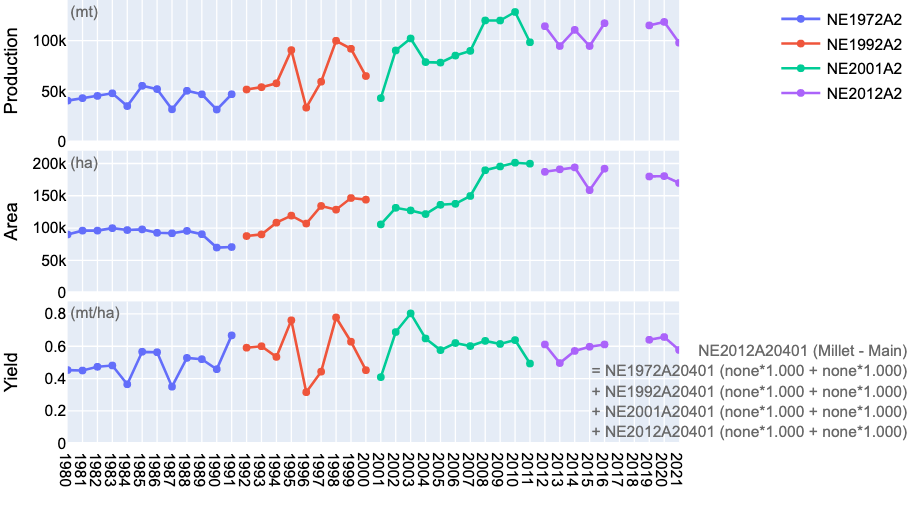 (mt)
Production
100k
50k
0
NE1972A2
NE1992A2
NE2001A2
NE2012A2
(ha)
Area
200k
150k
100k
50k
0
(mt/ha)
Yield
0.8
0.6
0.4
0.2
0
NE2012A20401 (Millet - Main)
= NE1972A20401 (none*1.000 + none*1.000)
+ NE1992A20401 (none*1.000 + none*1.000)
+ NE2001A20401 (none*1.000 + none*1.000)
+ NE2012A20401 (none*1.000 + none*1.000)
1980
1981
1982
1983
1984
1985
1986
1987
1988
1989
1990
1991
1992
1993
1994
1995
1996
1997
1998
1999
2000
2001
2002
2003
2004
2005
2006
2007
2008
2009
2010
2011
2012
2013
2014
2015
2016
2017
2018
2019
2020
2021